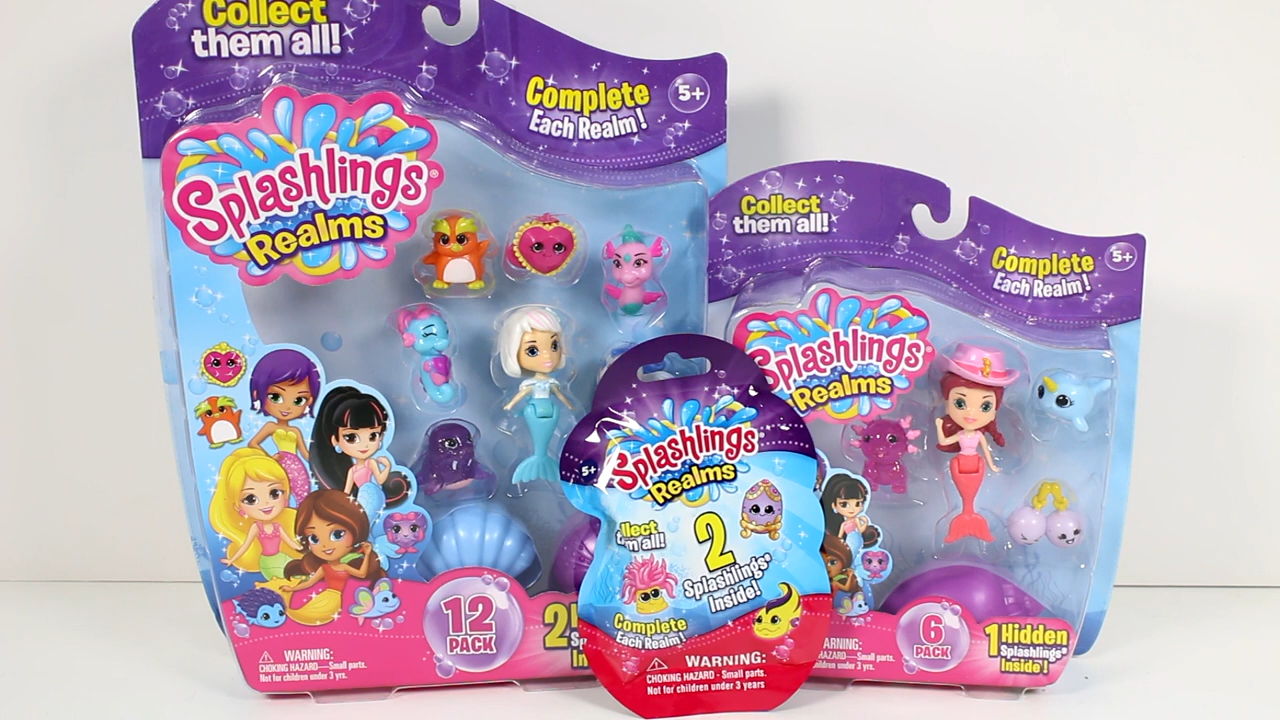 Collect
them all!
Complete
Each Realm!
5+
Splashlings®
Realms
12
PACK
WARNING:
CHOKING HAZARD—Small parts.
Not for children under 3 yrs.
5+
Splashlings
Realms
2
Splashlings®
Inside!
Complete
Each Realm!
WARNING:
CHOKING HAZARD - Small parts.
Not for children under 3 years
Collect
them all!
Complete
Each Realm!
5+
Splashlings®
Realms
6
PACK
1 Hidden
Splashlings®
Inside!